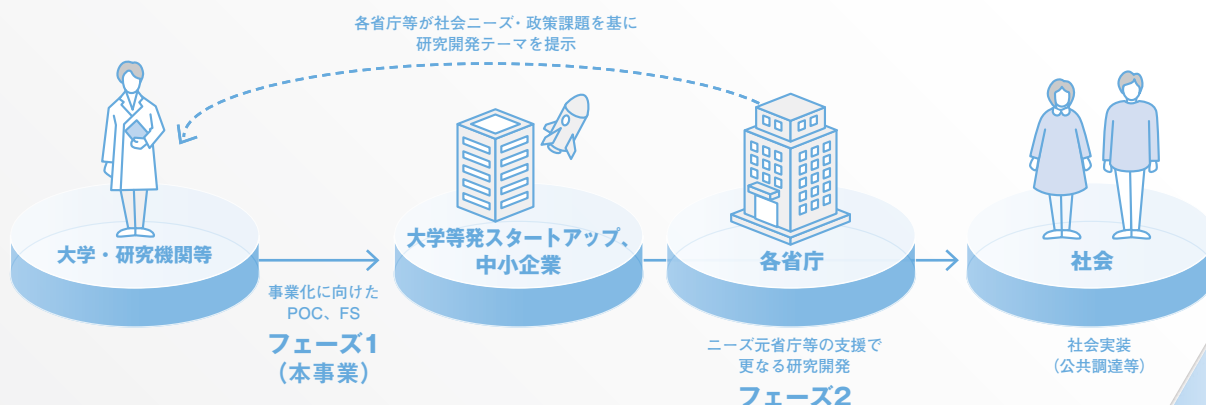 各省庁等が社会ニーズ・政策課題を基に
研究開発テーマを提示
大学・研究機関等
大学等発スタートアップ、
中小企業
各省庁
社会
事業化に向けた
POC、FS
フェーズ1
（本事業）
ニーズ元省庁等の支援で
更なる研究開発
フェーズ2
社会実装
（公共調達等）